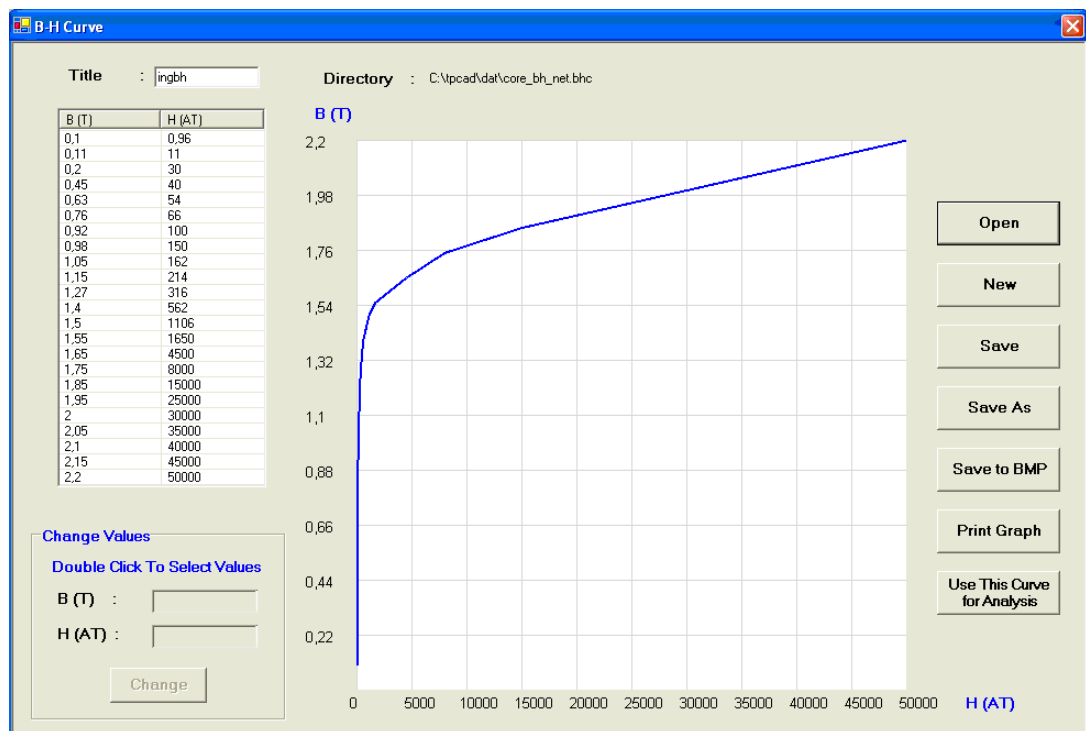 B-H Curve
Title : ingbh
Directory : C:\tpcad\dat\core_bh_net.bhc
B (T) H (AT)
0,1 0,96
0,11 11
0,2 30
0,45 40
0,63 54
0,76 66
0,92 100
0,98 150
1,05 162
1,15 214
1,27 316
1,4 562
1,5 1106
1,55 1650
1,65 4500
1,75 8000
1,85 15000
1,95 25000
2 30000
2,05 35000
2,1 40000
2,15 45000
2,2 50000
Change Values
Double Click To Select Values
B (T) :
H (AT) :
Change
B (T)
2,2
1,98
1,76
1,54
1,32
1,1
0,88
0,66
0,44
0,22
0 5000 10000 15000 20000 25000 30000 35000 40000 45000 50000 H (AT)
Open
New
Save
Save As
Save to BMP
Print Graph
Use This Curve
for Analysis